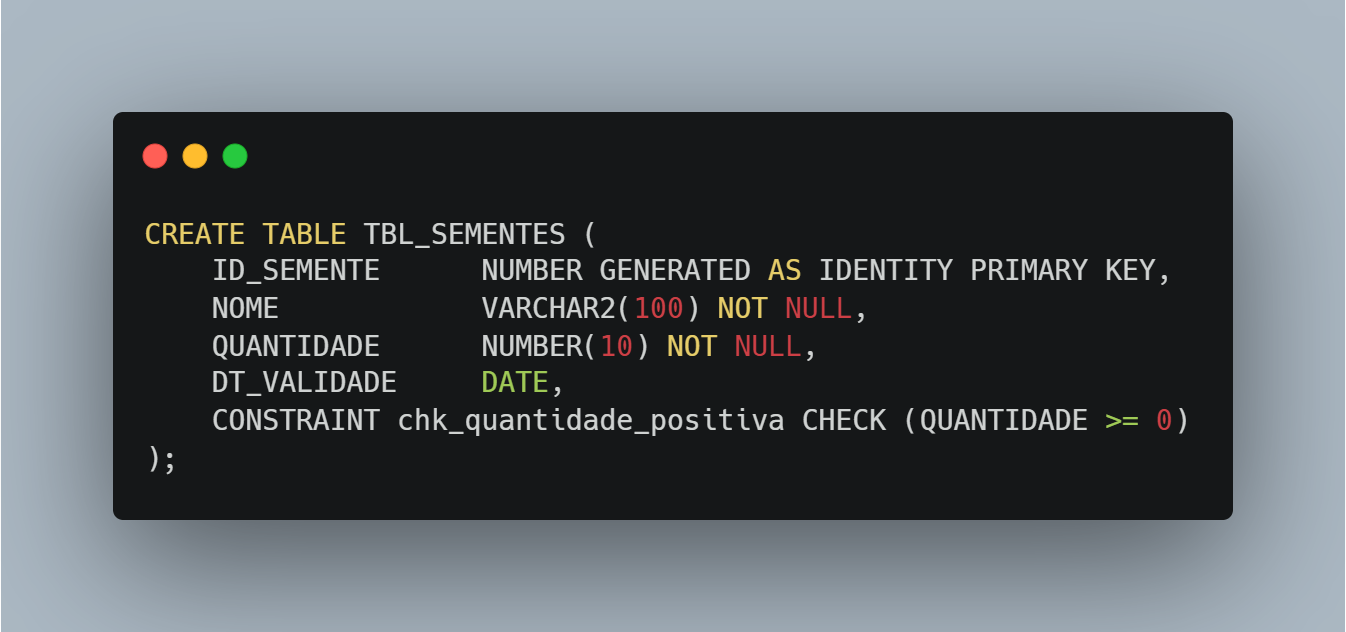 CREATE TABLE TBL_SEMENTES (
    ID_SEMENTE      NUMBER GENERATED AS IDENTITY PRIMARY KEY,
    NOME            VARCHAR2(100) NOT NULL,
    QUANTIDADE      NUMBER(10) NOT NULL,
    DT_VALIDADE     DATE,
    CONSTRAINT chk_quantidade_positiva CHECK (QUANTIDADE >= 0)
);